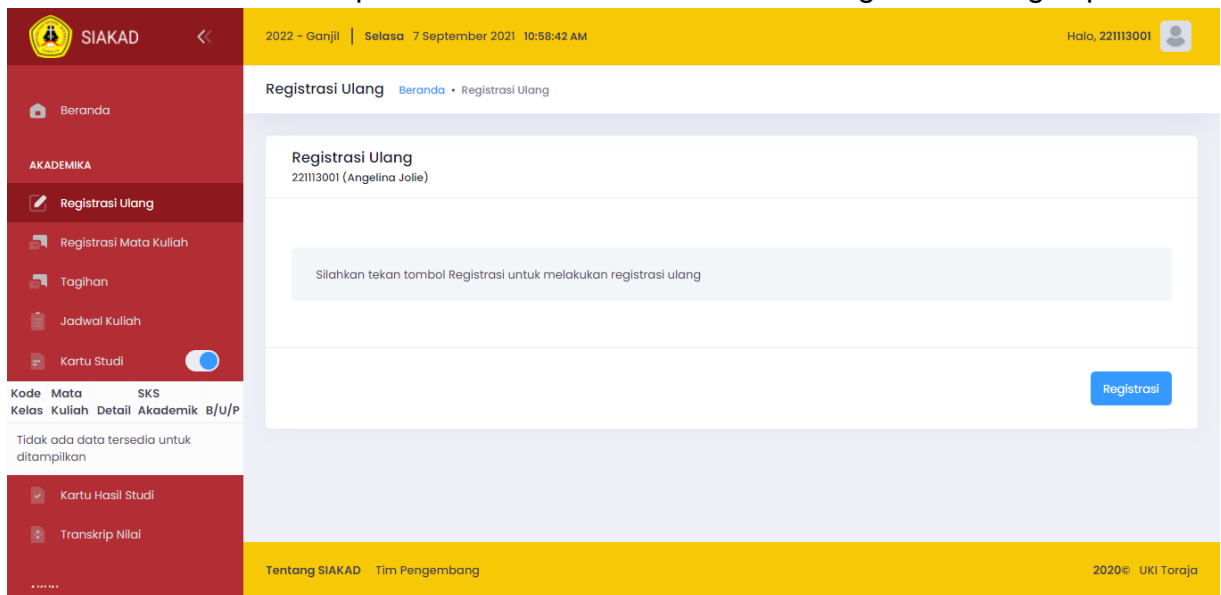 SIAKAD
2022 - Ganjil | Selasa 7 September 2021 10:58:42 AM
Halo, 221113001
Registrasi Ulang Beranda • Registrasi Ulang
Beranda
AKADEMIKA
Registrasi Ulang
Registrasi Mata Kuliah
Tagihan
Jadwal Kuliah
Kartu Studi
Kode Mata SKS
Kelas Kuliah Detail Akademik B/U/P
Tidak ada data tersedia untuk
ditampilkan
Kartu Hasil Studi
Transkrip Nilai
Registrasi Ulang
221113001 (Angelina Jolie)
Silahkan tekan tombol Registrasi untuk melakukan registrasi ulang
Registrasi
Tentang SIAKAD Tim Pengembang
2020© UKI Toraja